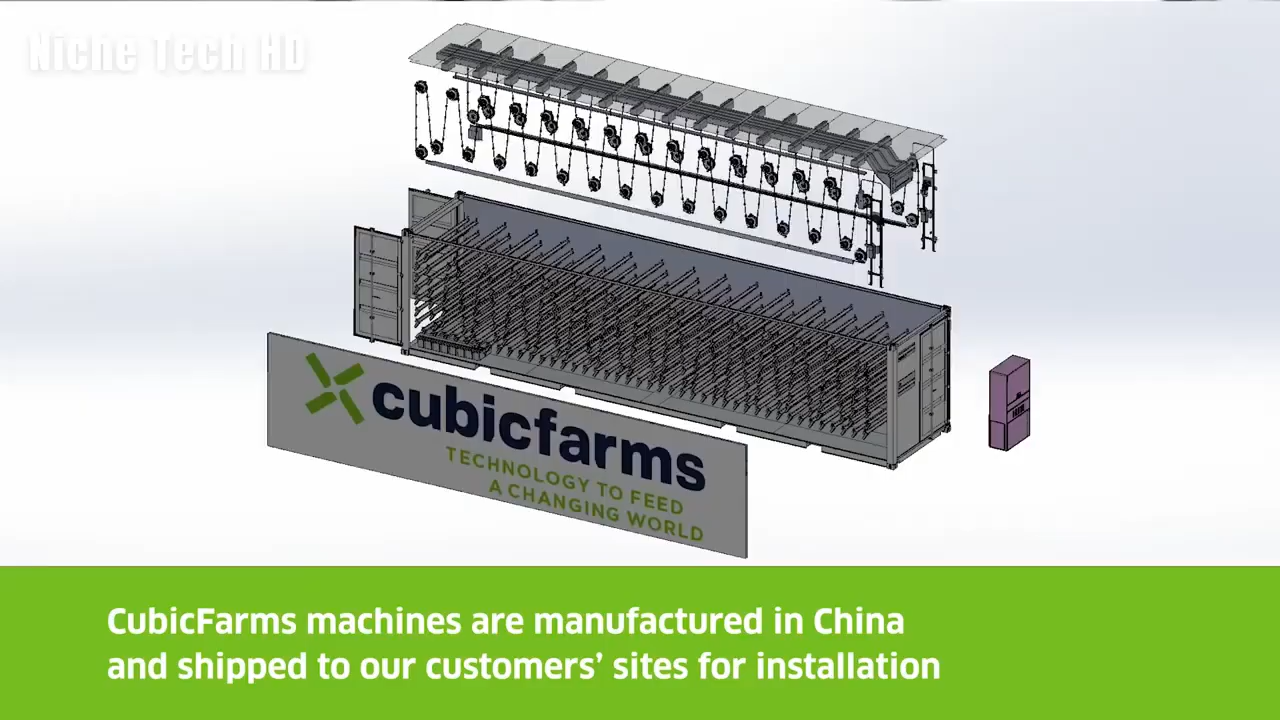 Niche Tech HD
cubicfarms
TECHNOLOGY TO FEED
A CHANGING WORLD
CubicFarms machines are manufactured in China
and shipped to our customers’ sites for installation